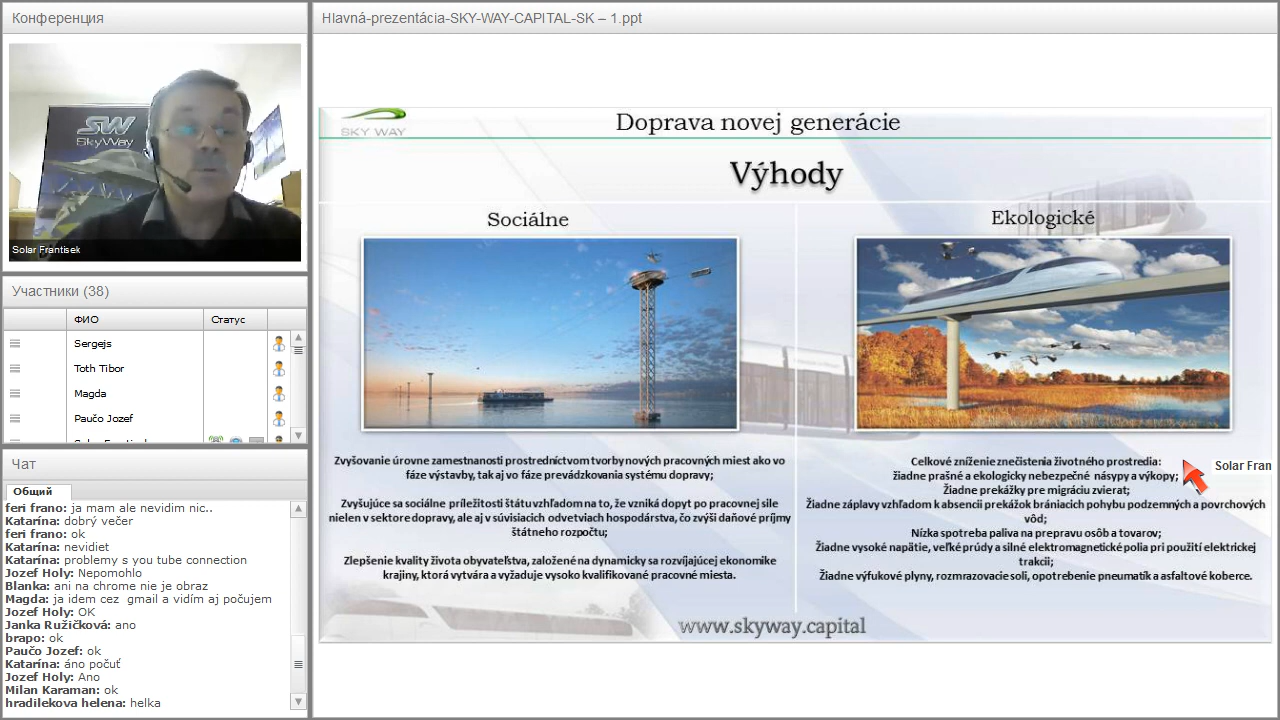 Конференция
SW
SkyWay
Solar Frantisek
Участники (38)
ФИО
Статус
Sergejs
Toth Tibor
Magda
Paučo Jozef
Чат
Общий
feri frano: ja mam ale nevidim nic..
Katarína: dobrý večer
feri frano: ok
Katarína: nevidiet
Katarína: problemy s you tube connection
Jozef Holy: Nepomohlo
Blanka: ani na chrome nie je obraz
Magda: ja idem cez gmail a vidím aj počujem
Jozef Holy: OK
Janka Ružičková: ano
brapo: ok
Paučo Jozef: ok
Katarína: áno počuť
Jozef Holy: Ano
Milan Karaman: ok
hradilekova helena: helka
Hlavná-prezentácia-SKY-WAY-CAPITAL-SK – 1.ppt
SKY WAY
Doprava novej generácie
Výhody
Sociálne
Zvyšovanie úrovne zamestnanosti prostredníctvom tvorby nových pracovných miest ako vo
fáze výstavby, tak aj vo fáze prevádzkovania systému dopravy;
Zvyšujúce sa sociálne príležitosti štátu vzhľadom na to, že vzniká dopyt po pracovnej sile
nielen v sektore dopravy, ale aj v súvisiacich odvetviach hospodárstva, čo zvýši daňové príjmy
štátneho rozpočtu;
Zlepšenie kvality života obyvateľstva, založené na dynamicky sa rozvíjajúcej ekonomike
krajiny, ktorá vytvára a vyžaduje vysoko kvalifikované pracovné miesta.
Ekologické
Celkové zníženie znečistenia životného prostredia:
žiadne prašné a ekologicky nebezpečné násypy a výkopy;
Žiadne prekážky pre migráciu zvierat;
Žiadne záplavy vzhľadom k absencii prekážok brániacich pohybu podzemných a povrchových
vôd;
Nízka spotreba paliva na prepravu osôb a tovarov;
Žiadne vysoké napätie, veľké prúdy a silné elektromagnetické polia pri použití elektrickej
trakcii;
Žiadne výfukové plyny, rozmrazovacie soli, opotrebenie pneumatík a asfaltové koberce.
Solar Fran
www.skyway.capital